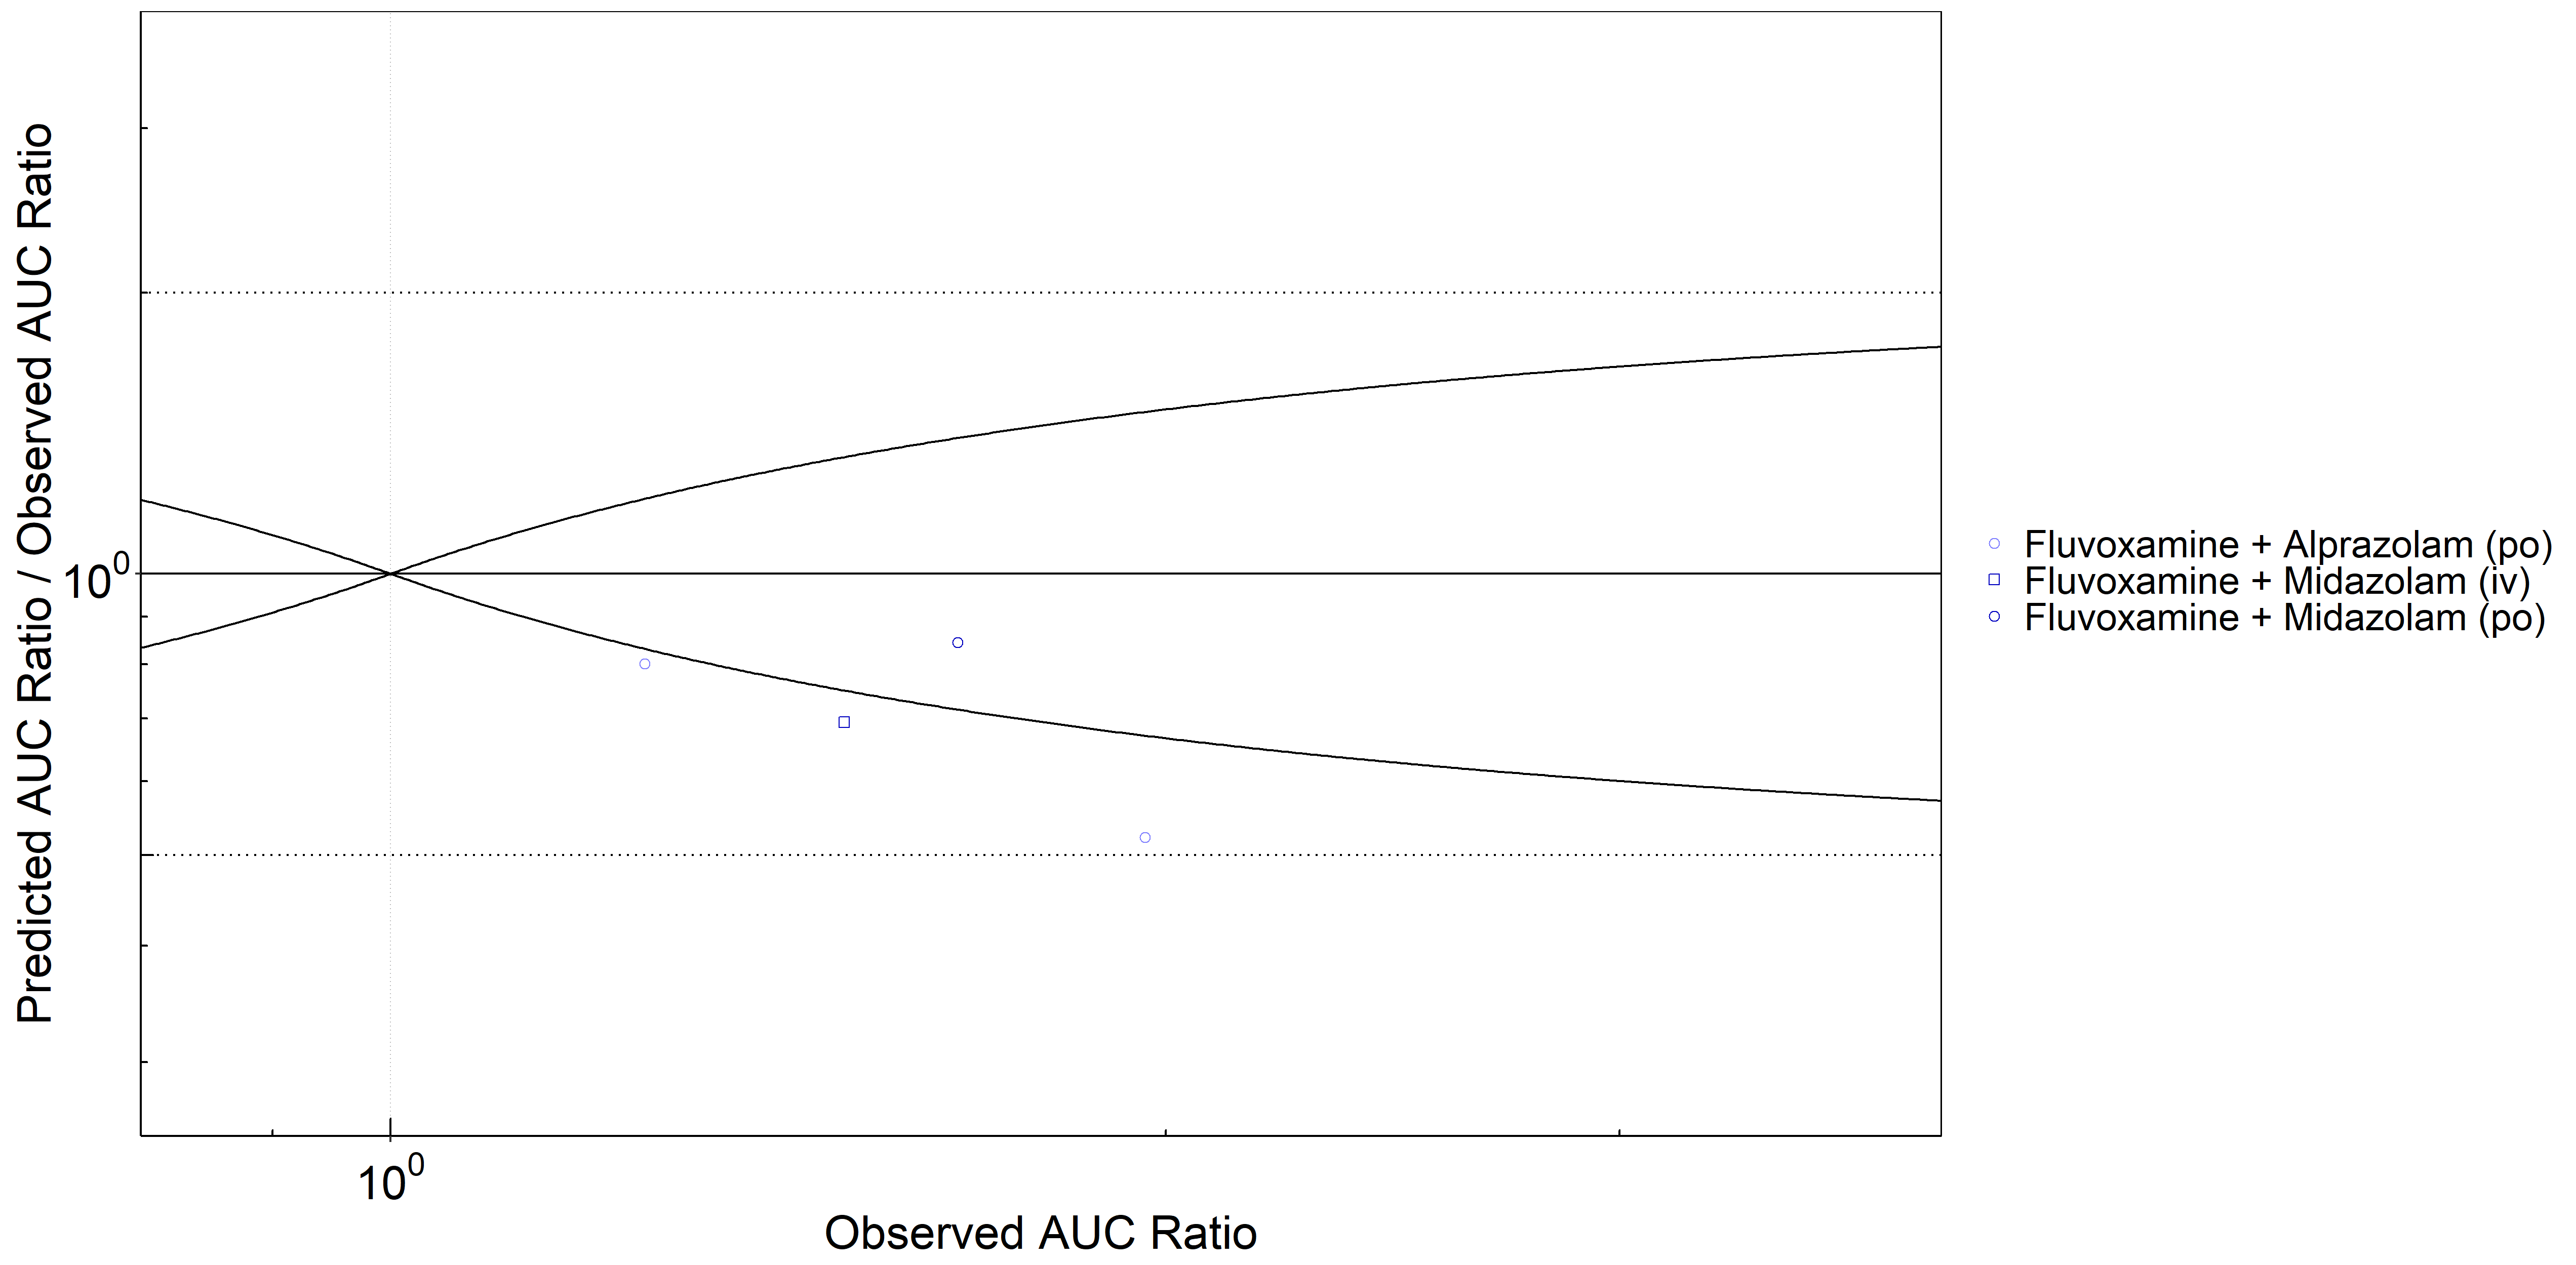 Predicted AUC Ratio / Observed AUC Ratio
10⁰
10⁰
Observed AUC Ratio
Fluvoxamine + Alprazolam (po)
Fluvoxamine + Midazolam (iv)
Fluvoxamine + Midazolam (po)